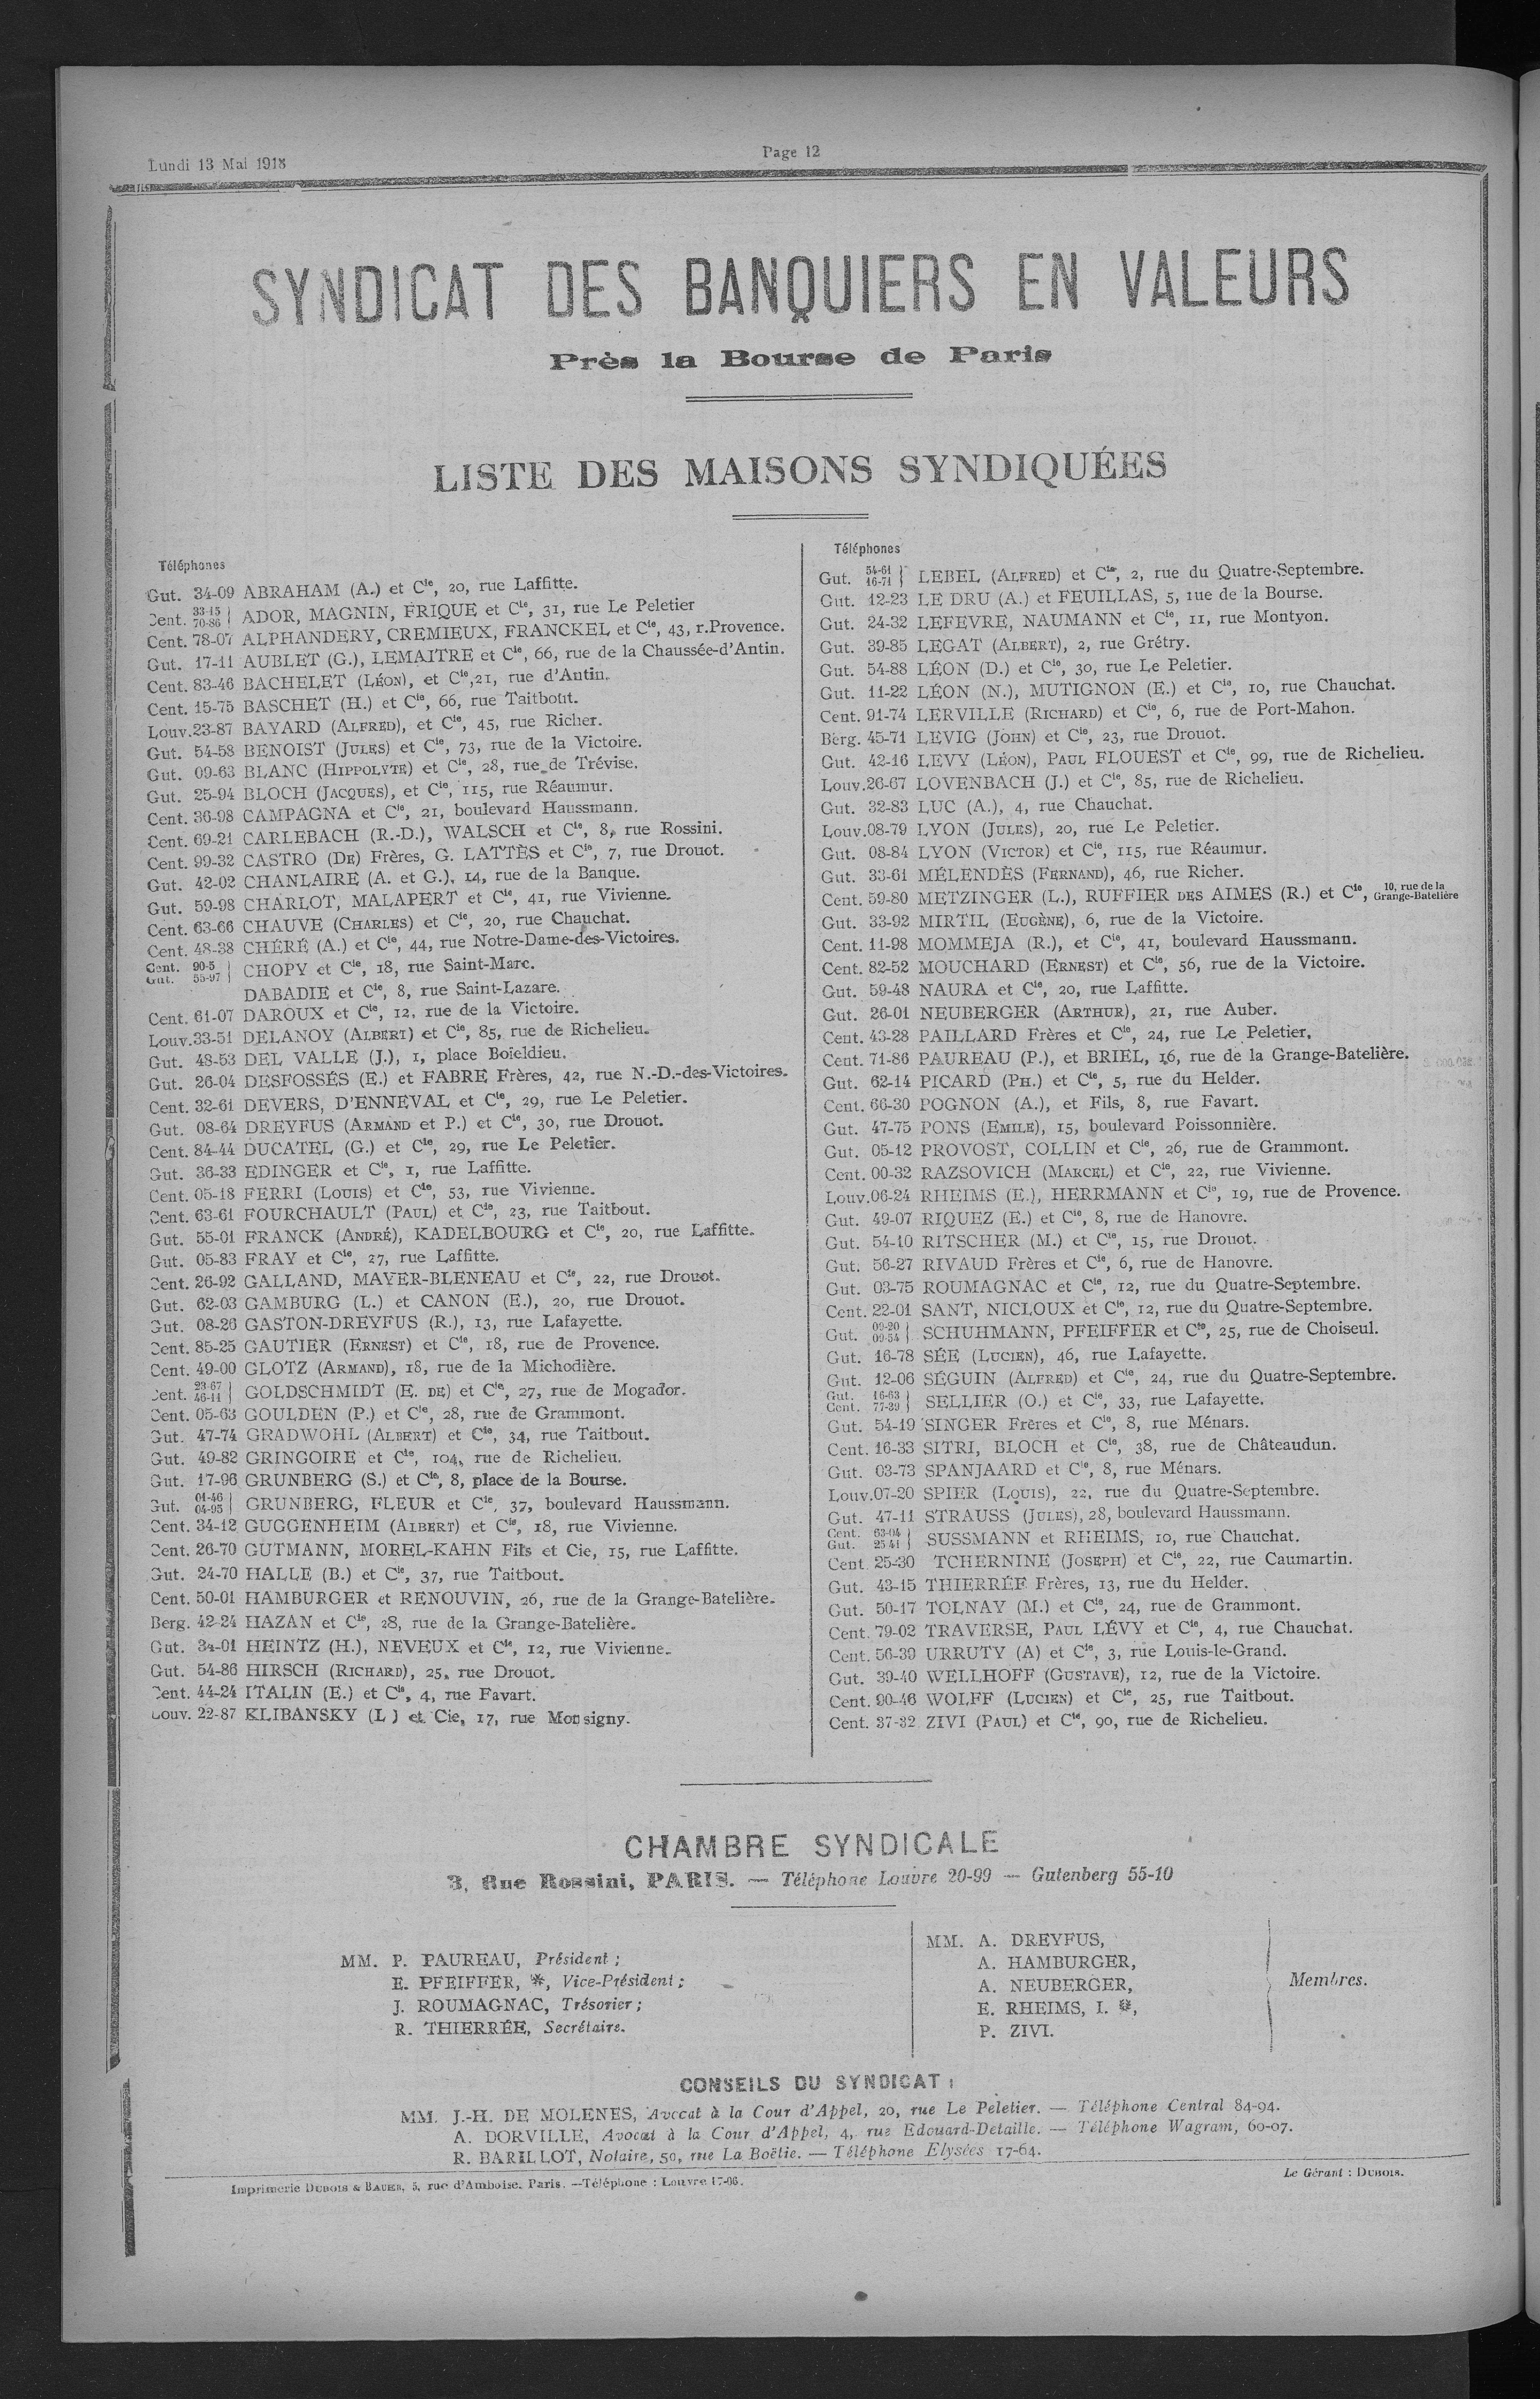 Lundi 13 Mai 1918
Page 12
SYNDICAT DES BANQUIERS EN VALEURS
Près la Bourse de Paris
LISTE DES MAISONS SYNDIQUÉES
Téléphones
Gut. 34-09 ABRAHAM (A.) et Cie, 20, rue Laffitte.
Cent. 33-15 70-86 } ADOR, MAGNIN, FRIQUE et Cie, 31, rue Le Peletier
Cent. 78-07 ALPHANDERY, CREMIEUX, FRANCKEL et Cie, 43, r.Provence.
Gut. 17-11 AUBLET (G.), LEMAITRE et Cie, 66, rue de la Chaussée-d'Antin.
Cent. 83-46 BACHELET (LÉON), et Cie,21, rue d'Antin.
Cent. 15-75 BASCHET (H.) et Cie, 66, rue Taitbout.
Louv.23-87 BAYARD (ALFRED), et Cie, 45, rue Richer.
Gut. 54-58 BENOIST (JULES) et Cie, 73, rue de la Victoire.
Gut. 09-63 BLANC (HIPPOLYTE) et Cie, 28, rue de Trévise.
Gut. 25-94 BLOCH (JACQUES), et Cie, 115, rue Réaumur.
Cent. 36-98 CAMPAGNA et Cie, 21, boulevard Haussmann.
Cent. 69-21 CARLEBACH (R.-D.), WALSCH et Cie, 8, rue Rossini.
Cent. 99-32 CASTRO (DE) Frères, G. LATTÈS et Cie, 7, rue Drouot.
Gut. 42-02 CHANLAIRE (A. et G.), 14, rue de la Banque.
Gut. 59-98 CHARLOT, MALAPERT et Cie, 41, rue Vivienne.
Cent. 63-66 CHAUVE (CHARLES) et Cie, 20, rue Chauchat.
Cent. 48-38 CHÉRÉ (A.) et Cie, 44, rue Notre-Dame-des-Victoires.
Cent. 90-5 Gut. 55-97 } CHOPY et Cie, 18, rue Saint-Marc.
DABADIE et Cie, 8, rue Saint-Lazare.
Cent. 61-07 DAROUX et Cie, 12, rue de la Victoire.
Louv.33-51 DELANOY (ALBERT) et Cie, 85, rue de Richelieu.
Gut. 48-53 DEL VALLE (J.), 1, place Boïeldieu.
Gut. 26-04 DESFOSSÉS (E.) et FABRE Frères, 42, rue N.-D.-des-Victoires.
Cent. 32-61 DEVERS, D'ENNEVAL et Cie, 29, rue Le Peletier.
Gut. 08-64 DREYFUS (ARMAND et P.) et Cie, 30, rue Drouot.
Cent. 84-44 DUCATEL (G.) et Cie, 29, rue Le Peletier.
Gut. 36-33 EDINGER et Cie, 1, rue Laffitte.
Cent. 05-18 FERRI (LOUIS) et Cie, 53, rue Vivienne.
Cent. 63-61 FOURCHAULT (PAUL) et Cie, 23, rue Taitbout.
Gut. 55-01 FRANCK (ANDRÉ), KADELBOURG et Cie, 20, rue Laffitte.
Gut. 05-83 FRAY et Cie, 27, rue Laffitte.
Cent. 26-92 GALLAND, MAYER-BLENEAU et Cie, 22, rue Drouot.
Gut. 62-03 GAMBURG (L.) et CANON (E.), 20, rue Drouot.
Gut. 08-26 GASTON-DREYFUS (R.), 13, rue Lafayette.
Cent. 85-25 GAUTIER (ERNEST) et Cie, 18, rue de Provence.
Cent. 49-00 GLOTZ (ARMAND), 18, rue de la Michodière.
Cent. 23-67 46-11 } GOLDSCHMIDT (E. DE) et Cie, 27, rue de Mogador.
Cent. 05-63 GOULDEN (P.) et Cie, 28, rue de Grammont.
Gut. 47-74 GRADWOHL (ALBERT) et Cie, 34, rue Taitbout.
Gut. 49-82 GRINGOIRE et Cie, 104, rue de Richelieu.
Gut. 17-96 GRUNBERG (S.) et Cie, 8, place de la Bourse.
Gut. 01-46 04-95 } GRUNBERG, FLEUR et Cie, 37, boulevard Haussmann.
Cent. 34-12 GUGGENHEIM (ALBERT) et Cie, 18, rue Vivienne.
Cent. 26-70 GUTMANN, MOREL-KAHN Fils et Cie, 15, rue Laffitte.
Gut. 24-70 HALLE (B.) et Cie, 37, rue Taitbout.
Cent. 50-01 HAMBURGER et RENOUVIN, 26, rue de la Grange-Batelière.
Berg. 42-24 HAZAN et Cie, 28, rue de la Grange-Batelière.
Gut. 34-01 HEINTZ (H.), NEVEUX et Cie, 12, rue Vivienne.
Gut. 54-86 HIRSCH (RICHARD), 25, rue Drouot.
Cent. 44-24 ITALIN (E.) et Cie, 4, rue Favart.
Louv. 22-87 KLIBANSKY (L ) et Cie, 17, rue Monsigny.
Téléphones
Gut. 54-61 16-71 } LEBEL (ALFRED) et Cie, 2, rue du Quatre-Septembre.
Gut. 12-23 LE DRU (A.) et FEUILLAS, 5, rue de la Bourse.
Gut. 24-32 LEFEVRE, NAUMANN et Cie, 11, rue Montyon.
Gut. 39-85 LEGAT (ALBERT), 2, rue Grétry.
Gut. 54-88 LÉON (D.) et Cie, 30, rue Le Peletier.
Gut. 11-22 LÉON (N.), MUTIGNON (E.) et Cie, 10, rue Chauchat.
Cent. 91-74 LERVILLE (RICHARD) et Cie, 6, rue de Port-Mahon.
Berg. 45-71 LEVIG (JOHN) et Cie, 23, rue Drouot.
Gut. 42-16 LEVY (LÉON), PAUL FLOUEST et Cie, 99, rue de Richelieu.
Louv.26-67 LOVENBACH (J.) et Cie, 85, rue de Richelieu.
Gut. 32-83 LUC (A.), 4, rue Chauchat.
Louv.08-79 LYON (JULES), 20, rue Le Peletier.
Gut. 08-84 LYON (VICTOR) et Cie, 115, rue Réaumur.
Gut. 33-61 MÉLENDÈS (FERNAND), 46, rue Richer.
Cent. 59-80 METZINGER (L.), RUFFIER DES AIMES (R.) et Cie, 10, rue de la Grange-Batelière
Gut. 33-92 MIRTIL (EUGÈNE), 6, rue de la Victoire.
Cent. 11-98 MOMMEJA (R.), et Cie, 41, boulevard Haussmann.
Cent. 82-52 MOUCHARD (ERNEST) et Cie, 56, rue de la Victoire.
Gut. 59-48 NAURA et Cie, 20, rue Laffitte.
Gut. 26-01 NEUBERGER (ARTHUR), 21, rue Auber.
Cent. 43-28 PAILLARD Frères et Cie, 24, rue Le Peletier,
Cent. 71-86 PAUREAU (P.), et BRIEL, 16, rue de la Grange-Batelière.
Gut. 62-14 PICARD (PH.) et Cie, 5, rue du Helder.
Cent. 66-30 POGNON (A.), et Fils, 8, rue Favart.
Gut. 47-75 PONS (EMILE), 15, boulevard Poissonnière.
Gut. 05-12 PROVOST, COLLIN et Cie, 26, rue de Grammont.
Cent. 00-32 RAZSOVICH (MARCEL) et Cie, 22, rue Vivienne.
Louv.06-24 RHEIMS (E.), HERRMANN et Cie, 19, rue de Provence.
Gut. 49-07 RIQUEZ (E.) et Cie, 8, rue de Hanovre.
Gut. 54-10 RITSCHER (M.) et Cie, 15, rue Drouot.
Gut. 56-27 RIVAUD Frères et Cie, 6, rue de Hanovre.
Gut. 03-75 ROUMAGNAC et Cie, 12, rue du Quatre-Septembre.
Cent. 22-01 SANT, NICLOUX et Cie, 12, rue du Quatre-Septembre.
Gut. 09-20 09-54 } SCHUHMANN, PFEIFFER et Cie, 25, rue de Choiseul.
Gut. 16-78 SÉE (LUCIEN), 46, rue Lafayette.
Gut. 12-06 SÉGUIN (ALFRED) et Cie, 24, rue du Quatre-Septembre.
Gut. 16-63 Cent. 77-39 } SELLIER (O.) et Cie, 33, rue Lafayette.
Gut. 54-19 SINGER Frères et Cie, 8, rue Ménars.
Cent. 16-33 SITRI, BLOCH et Cie, 38, rue de Châteaudun.
Gut. 03-73 SPANJAARD et Cie, 8, rue Ménars.
Louv.07-20 SPIER (LOUIS), 22, rue du Quatre-Septembre.
Gut. 47-11 STRAUSS (JULES), 28, boulevard Haussmann.
Cent. 63-04 Gut. 25 41 } SUSSMANN et RHEIMS, 10, rue Chauchat.
Cent. 25-30 TCHERNINE (JOSEPH) et Cie, 22, rue Caumartin.
Gut. 43-15 THIERRÉE Frères, 13, rue du Helder.
Gut. 50-17 TOLNAY (M.) et Cie, 24, rue de Grammont.
Cent. 79-02 TRAVERSE, PAUL LÉVY et Cie, 4, rue Chauchat.
Cent. 56-39 URRUTY (A) et Cie, 3, rue Louis-le-Grand.
Gut. 39-40 WELLHOFF (GUSTAVE), 12, rue de la Victoire.
Cent. 90-46 WOLFF (LUCIEN) et Cie, 25, rue Taitbout.
Cent. 37-32 ZIVI (PAUL) et Cie, 90, rue de Richelieu.
CHAMBRE SYNDICALE
3, Rue Rossini, PARIS. — Téléphone Louvre 20-99 — Gutenberg 55-10
MM. P. PAUREAU, Président ;
E. PFEIFFER, ✻, Vice-Président ;
J. ROUMAGNAC, Trésorier ;
R. THIERRÉE, Secrétaire.
MM. A. DREYFUS,
A. HAMBURGER,
A. NEUBERGER,
E. RHEIMS, I. ✻,
P. ZIVI.
Membres.
CONSEILS DU SYNDICAT :
MM. J.-H. DE MOLENES, Avocat à la Cour d'Appel, 20, rue Le Peletier. — Téléphone Central 84-94.
A. DORVILLE, Avocat à la Cour d'Appel, 4, rue Edouard-Detaille. — Téléphone Wagram, 60-07.
R. BARILLOT, Notaire, 50, rue La Boëtie. — Téléphone Elysées 17-64.
Imprimerie DUBOIS & BAUER, 5, rue d'Amboise. Paris. —Téléphone : Louvre 17-06.
Le Gérant : DUBOIS.